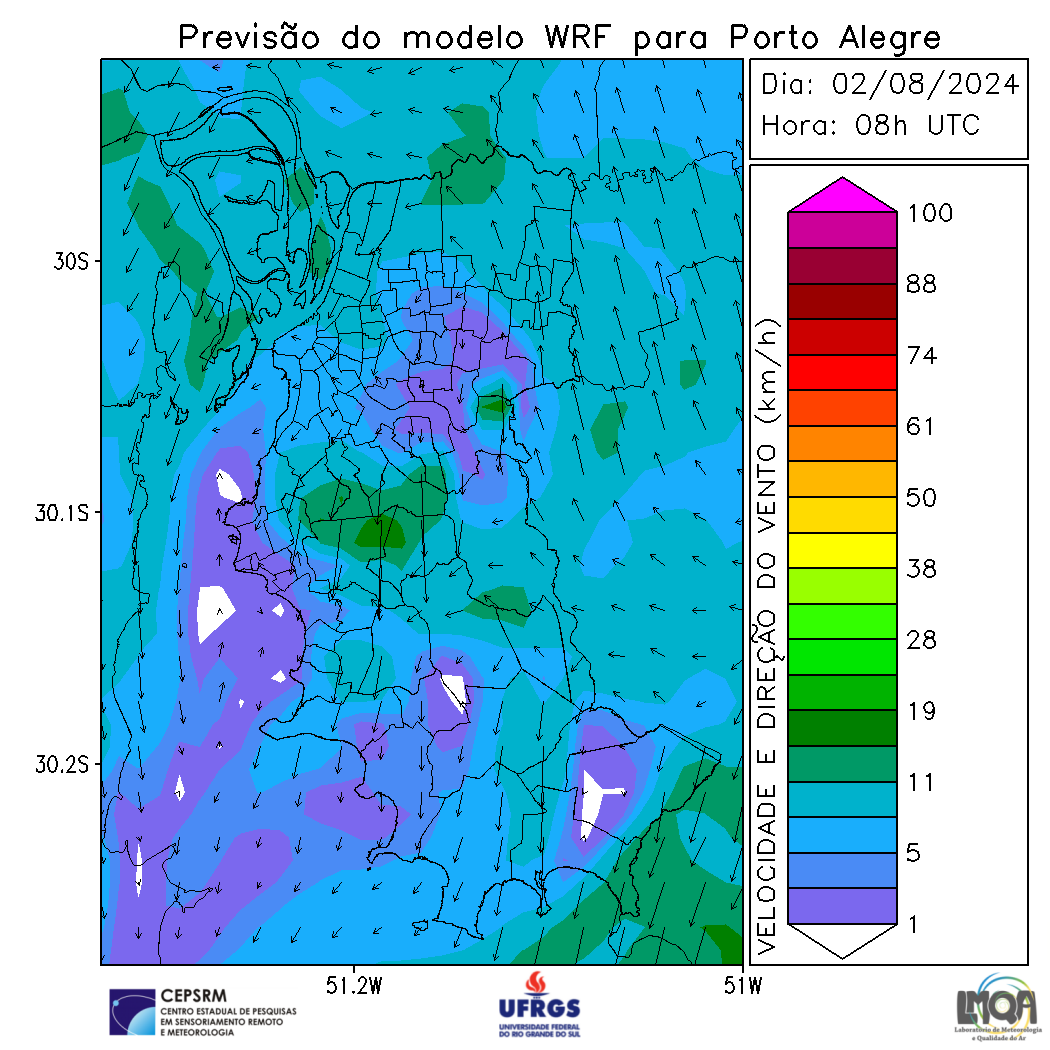 Previsão do modelo WRF para Porto Alegre
Dia: 02/08/2024
Hora: 08h UTC
30S
30.1S
30.2S
51.2W
51W
VELOCIDADE E DIREÇÃO DO VENTO (km/h)
100
88
74
61
50
38
28
19
11
5
1
CEPSRM
CENTRO ESTADUAL DE PESQUISAS
EM SENSORIAMENTO REMOTO
E METEOROLOGIA
UFRGS
UNIVERSIDADE FEDERAL
DO RIO GRANDE DO SUL
LMQA
Laboratório de Meteorologia
e Qualidade do Ar